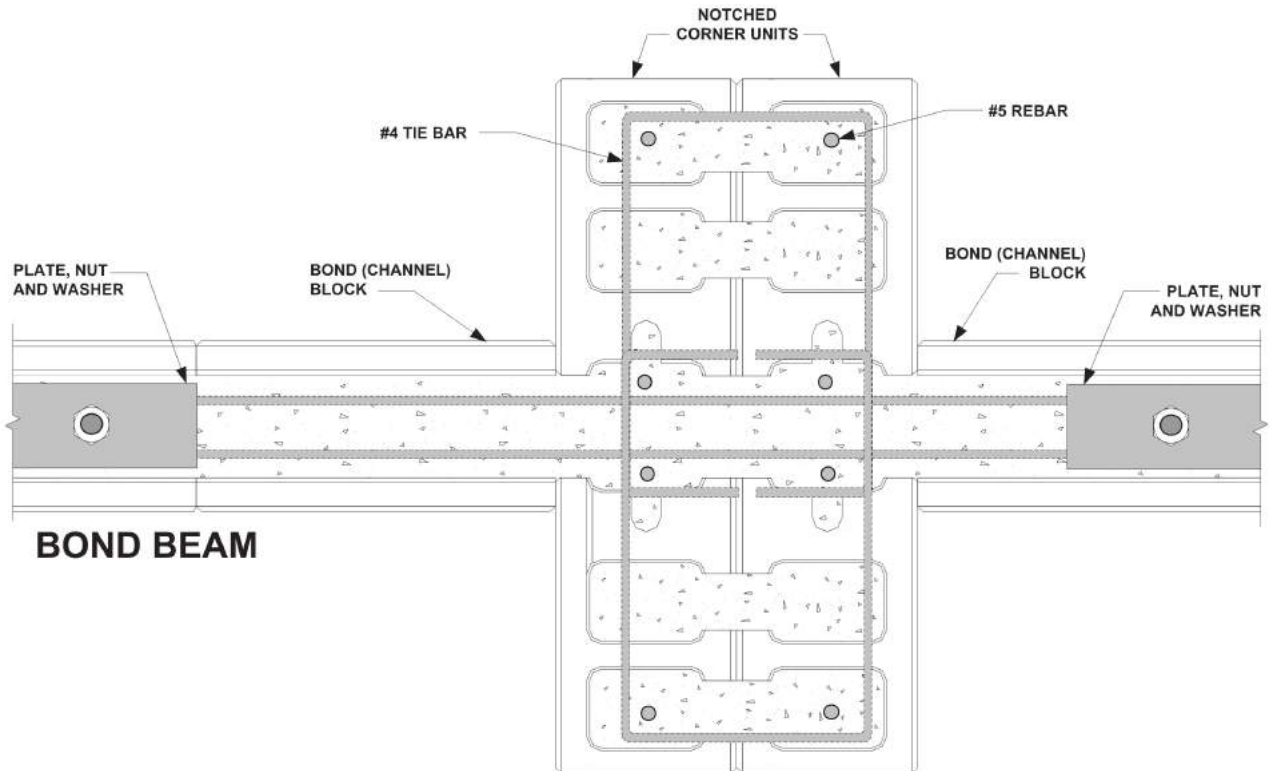 NOTCHED
CORNER UNITS
#4 TIE BAR
#5 REBAR
PLATE, NUT
AND WASHER
BOND (CHANNEL)
BLOCK
BOND (CHANNEL)
BLOCK
PLATE, NUT
AND WASHER
BOND BEAM